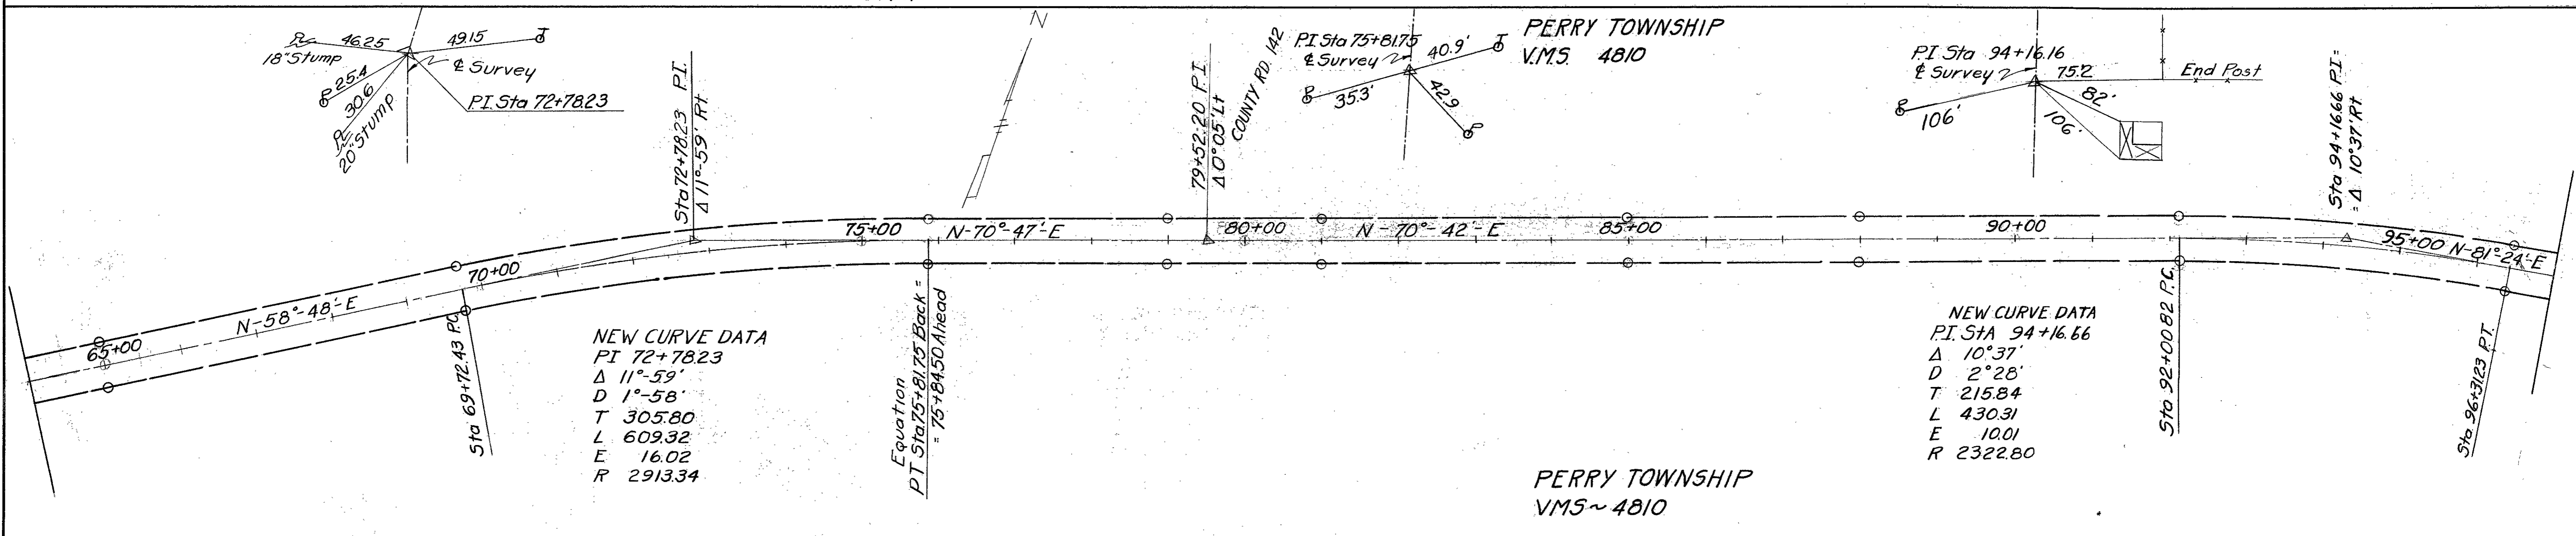 46.25
49.15
18" Stump
25.4
30.6
20" Stump
₵ Survey
P.I. Sta 72+78.23
Sta 72+78.23 P.I.
Δ 11°-59' Rt
N
79+52.20 P.I.
Δ 0°05' Lt
COUNTY RD. 142
P.I. Sta 75+81.75
₵ Survey
40.9'
35.3'
42.9
PERRY TOWNSHIP
V.M.S. 4810
P.I. Sta 94+16.16
₵ Survey
75.2
End Post
82'
106'
106'
Sta 94+16.66 P.I. =
= Δ 10°37' Rt
65+00
N-58°-48'-E
70+00
75+00
N-70°-47'-E
80+00
N-70°-42'-E
85+00
90+00
95+00
N-81°-24'-E
Sta 69+72.43 P.C.
NEW CURVE DATA
PI 72+78.23
Δ 11°-59'
D 1°-58'
T 305.80
L 609.32
E 16.02
R 2913.34
Equation
PT Sta 75+81.75 Back =
= 75+84.50 Ahead
NEW CURVE DATA
P.I. StA 94+16.66
Δ 10°37'
D 2°28'
T 215.84
L 430.31
E 10.01
R 2322.80
Sta 92+00.82 P.C.
Sta 96+31.23 P.T.
PERRY TOWNSHIP
VMS~4810